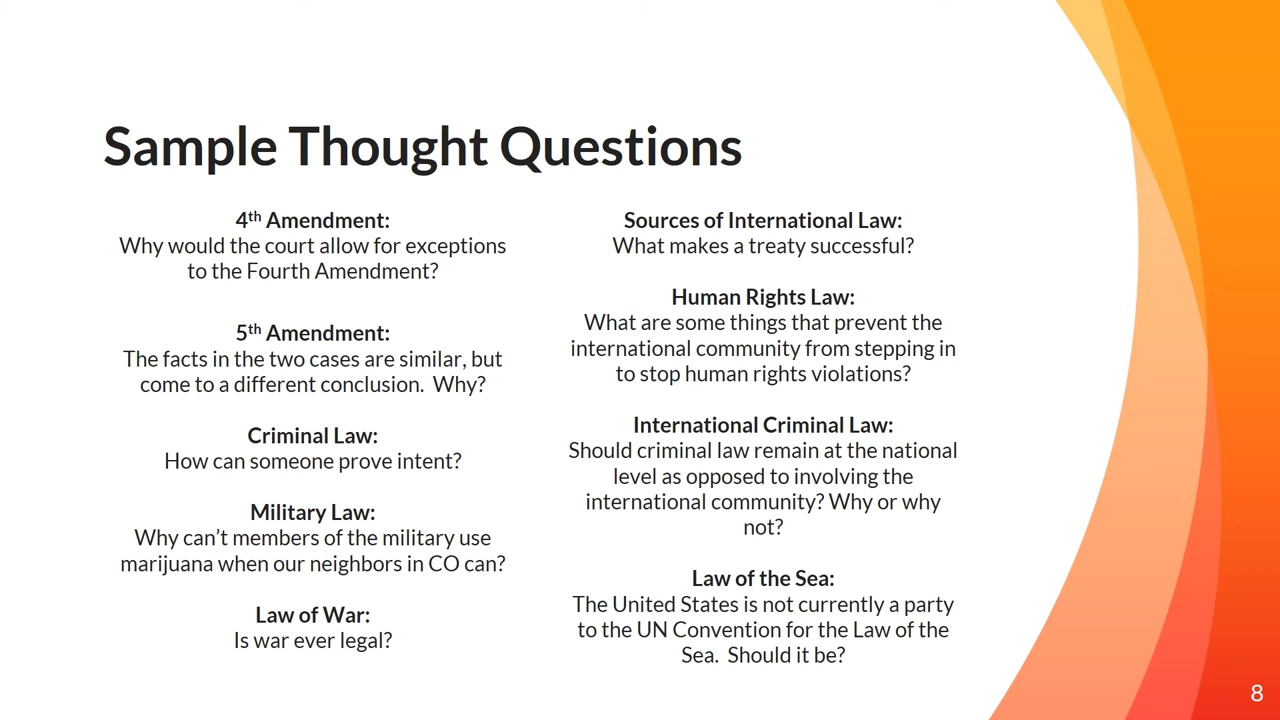 Sample Thought Questions
4th Amendment:
Why would the court allow for exceptions
to the Fourth Amendment?
5th Amendment:
The facts in the two cases are similar, but
come to a different conclusion.  Why?
Criminal Law:
How can someone prove intent?
Military Law:
Why can’t members of the military use
marijuana when our neighbors in CO can?
Law of War:
Is war ever legal?
Sources of International Law:
What makes a treaty successful?
Human Rights Law:
What are some things that prevent the
international community from stepping in
to stop human rights violations?
International Criminal Law:
Should criminal law remain at the national
level as opposed to involving the
international community? Why or why
not?
Law of the Sea:
The United States is not currently a party
to the UN Convention for the Law of the
Sea.  Should it be?
8